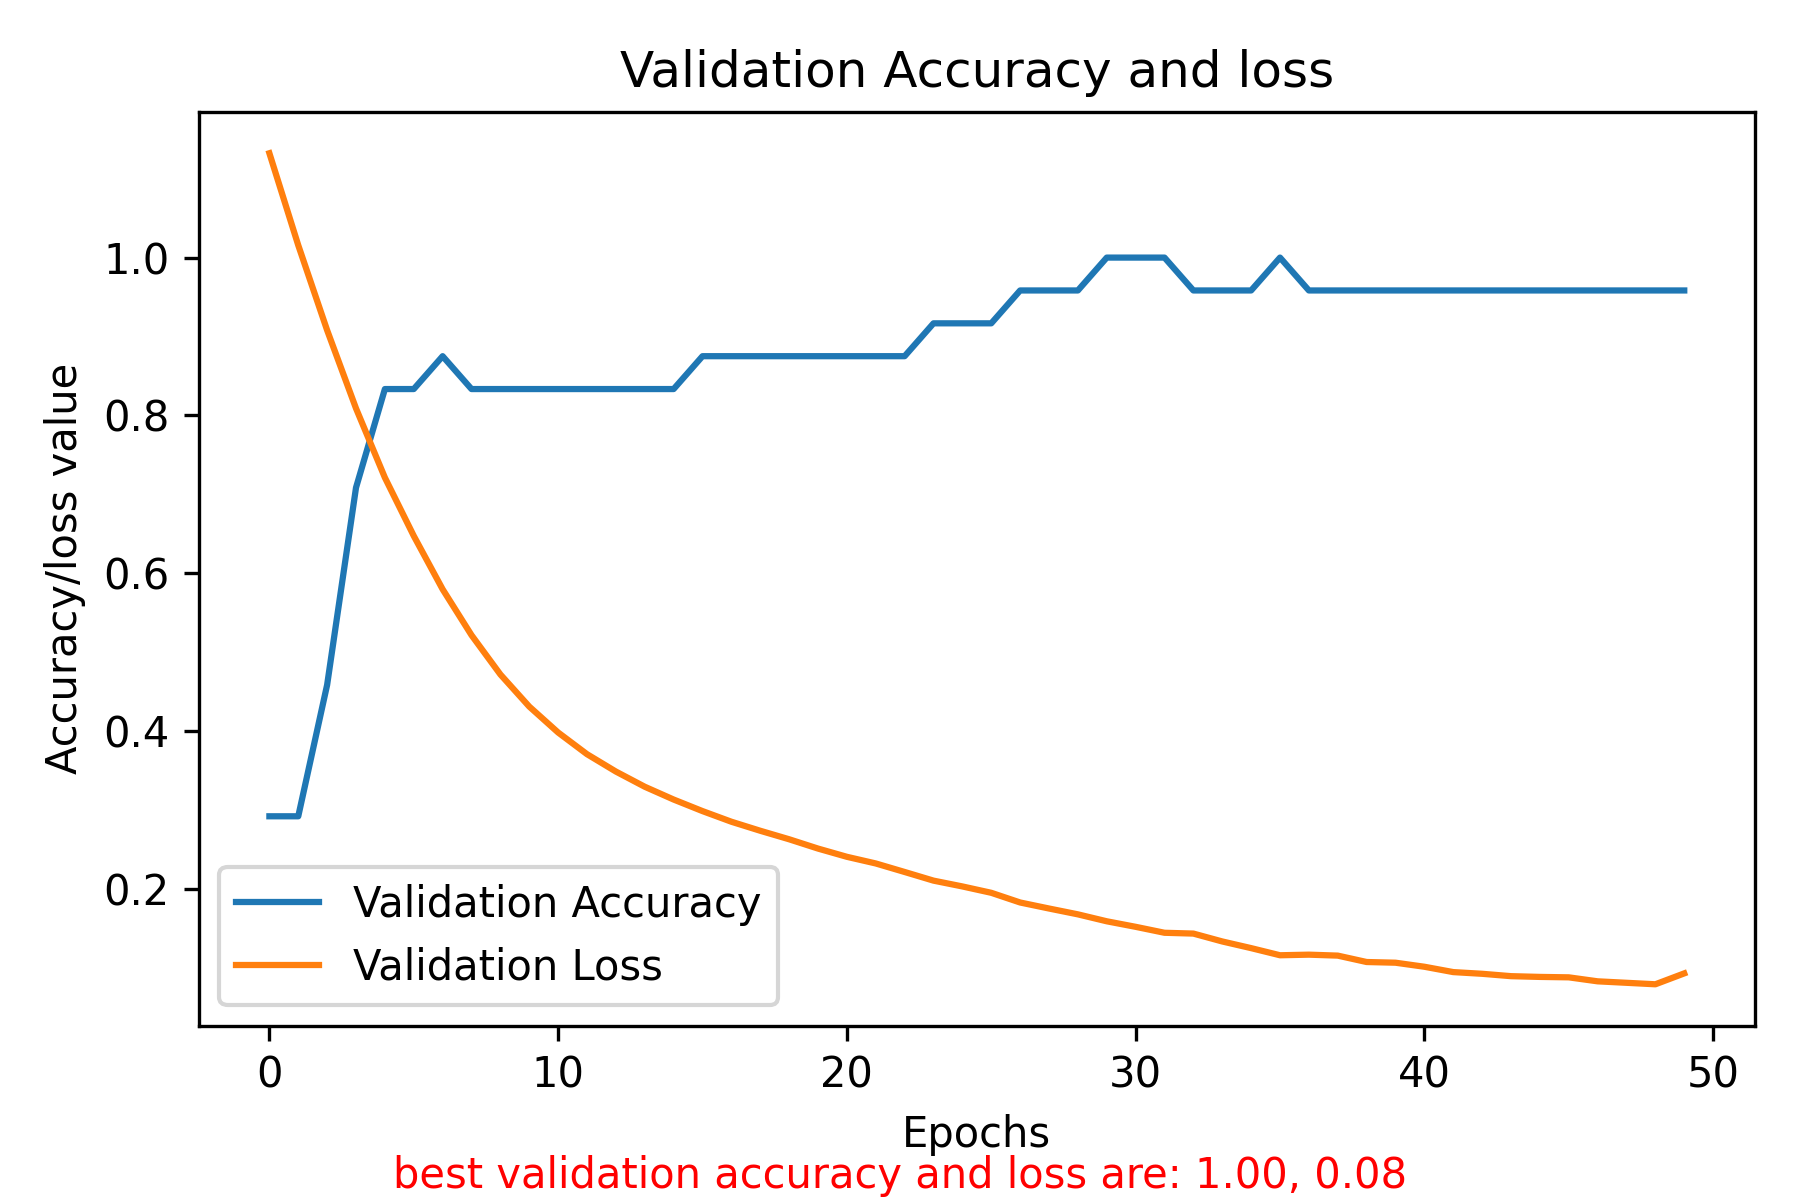 Validation Accuracy and loss
Accuracy/loss value
1.0
0.8
0.6
0.4
0.2
Validation Accuracy
Validation Loss
0 10 20 30 40 50
Epochs
best validation accuracy and loss are: 1.00, 0.08